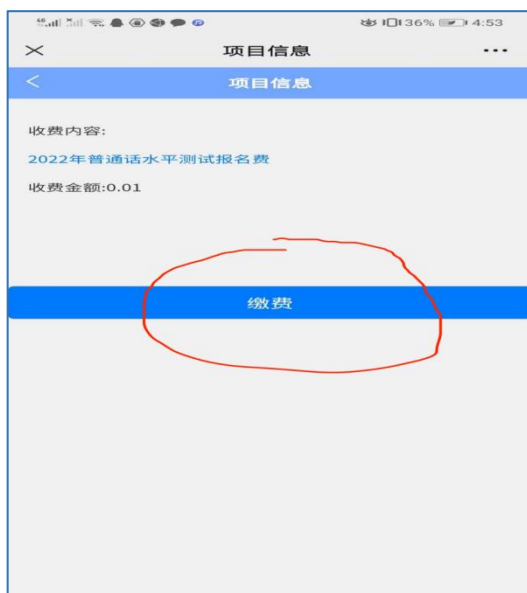 36% 4:53
项目信息
项目信息
收费内容:
2022年普通话水平测试报名费
收费金额:0.01
缴费